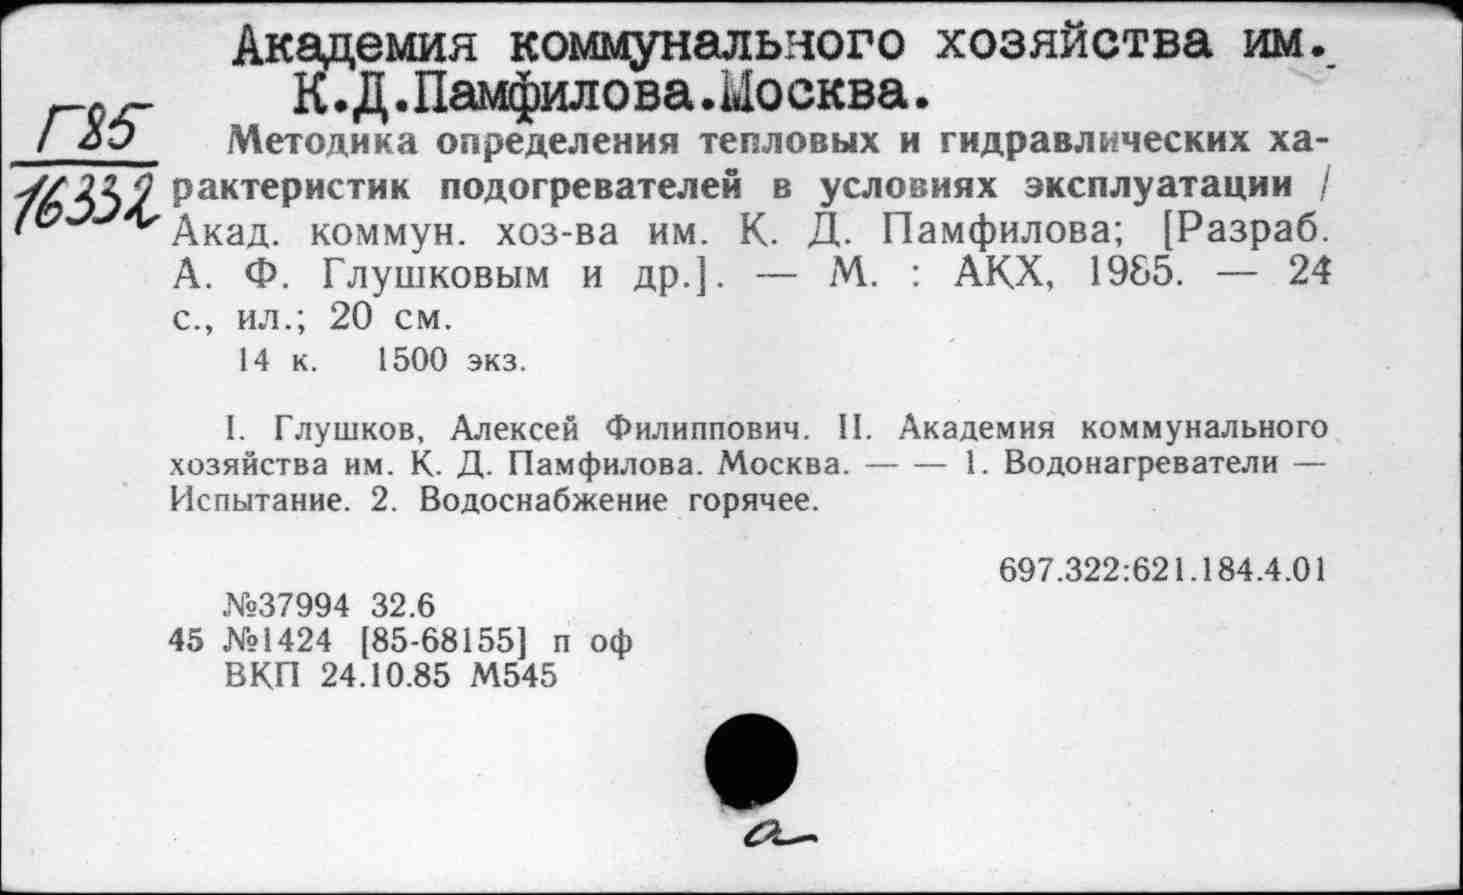 Академия коммунального хозяйства им.
К.Д.Памфилова.Москва.
Г85
16332
Методика определения тепловых и гидравлических ха-
рактеристик подогревателей в условиях эксплуатации /
Акад. коммун. хоз-ва им. К. Д. Памфилова; [Разраб.
А. Ф. Глушковым и др.]. — М. : АКХ, 1985. — 24
с., ил.; 20 см.
14 к. 1500 экз.
I. Глушков, Алексей Филиппович. II. Академия коммунального
хозяйства им. К. Д. Памфилова. Москва. — — 1. Водонагреватели —
Испытание. 2. Водоснабжение горячее.
697.322:621.184.4.01
№37994 32.6
45 №1424 [85-68155] п оф
ВКП 24.10.85 М545